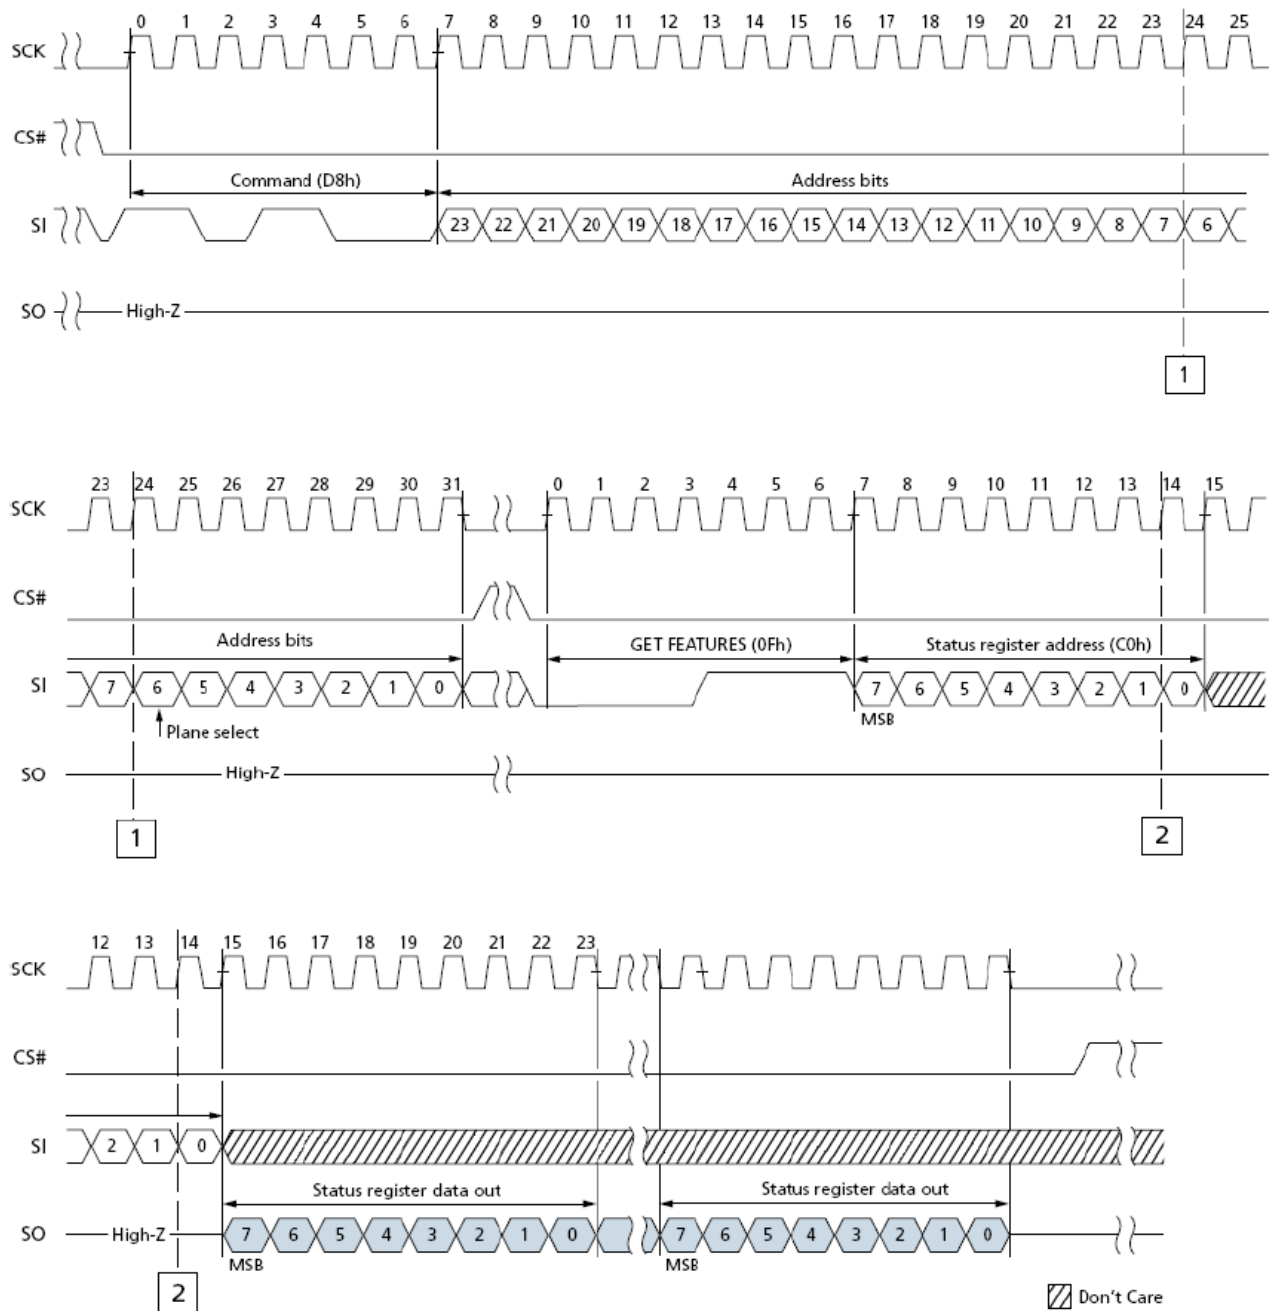 0 1 2 3 4 5 6 7 8 9 10 11 12 13 14 15 16 17 18 19 20 21 22 23 24 25
SCK
CS#
Command (D8h) Address bits
SI 23 22 21 20 19 18 17 16 15 14 13 12 11 10 9 8 7 6
SO High-Z
1
23 24 25 26 27 28 29 30 31 0 1 2 3 4 5 6 7 8 9 10 11 12 13 14 15
SCK
CS#
Address bits GET FEATURES (0Fh) Status register address (C0h)
SI 7 6 5 4 3 2 1 0 7 6 5 4 3 2 1 0
MSB
Plane select
SO High-Z
1 2
12 13 14 15 16 17 18 19 20 21 22 23
SCK
CS#
SI 2 1 0
Status register data out Status register data out
SO High-Z 7 6 5 4 3 2 1 0 7 6 5 4 3 2 1 0
MSB MSB
2
Don't Care